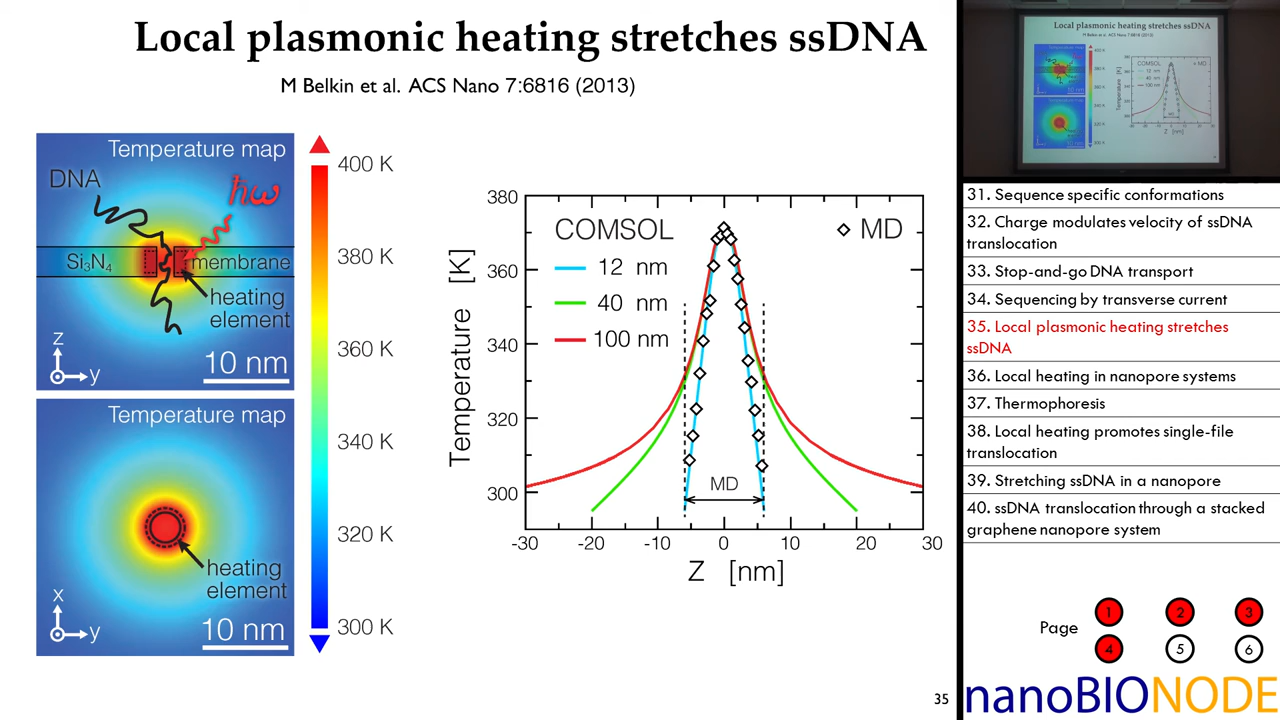 Local plasmonic heating stretches ssDNA
M Belkin et al. ACS Nano 7:6816 (2013)
Temperature map
DNA
ħω
Si₃N₄
membrane
heating
element
z
y
10 nm
Temperature map
heating
element
x
y
10 nm
400 K
380 K
360 K
340 K
320 K
300 K
380
360
340
320
300
Temperature [K]
COMSOL
12 nm
40 nm
100 nm
MD
MD
-30 -20 -10 0 10 20 30
Z [nm]
35
Local plasmonic heating stretches ssDNA
31. Sequence specific conformations
32. Charge modulates velocity of ssDNA
translocation
33. Stop-and-go DNA transport
34. Sequencing by transverse current
35. Local plasmonic heating stretches
ssDNA
36. Local heating in nanopore systems
37. Thermophoresis
38. Local heating promotes single-file
translocation
39. Stretching ssDNA in a nanopore
40. ssDNA translocation through a stacked
graphene nanopore system
Page
1 2 3
4 5 6
nanoBIONODE